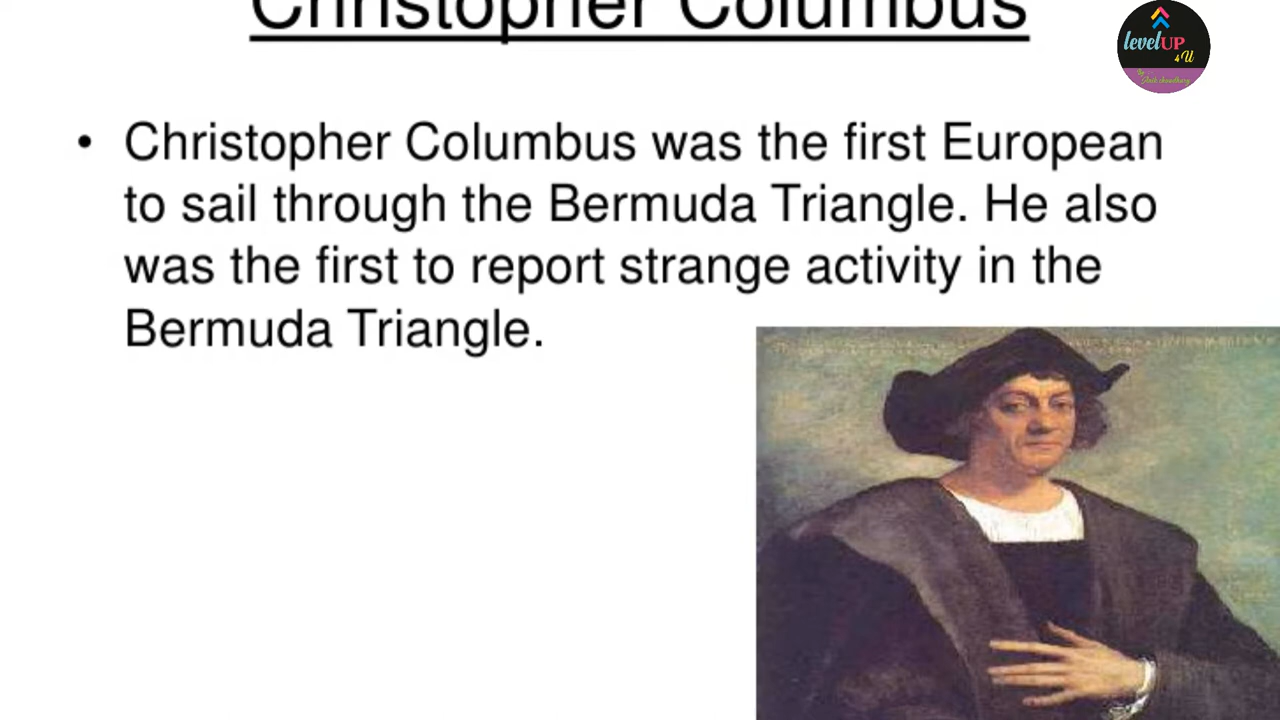 Christopher Columbus
levelUP
4U
• Christopher Columbus was the first European
to sail through the Bermuda Triangle. He also
was the first to report strange activity in the
Bermuda Triangle.